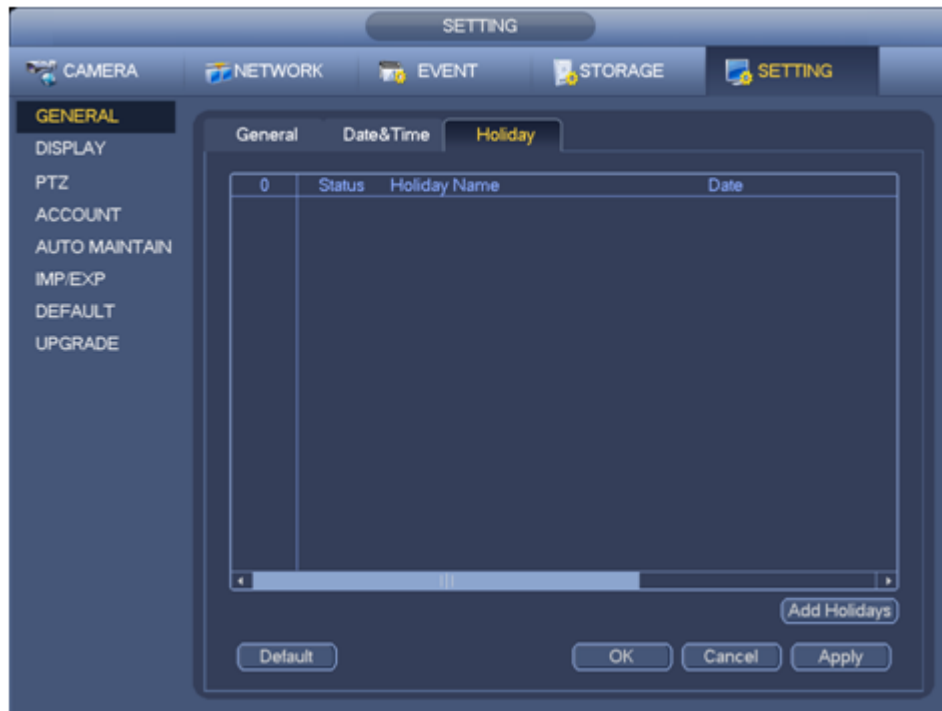 SETTING
CAMERA NETWORK EVENT STORAGE SETTING
GENERAL
DISPLAY
PTZ
ACCOUNT
AUTO MAINTAIN
IMP/EXP
DEFAULT
UPGRADE
General Date&Time Holiday
0 Status Holiday Name Date
Add Holidays
Default OK Cancel Apply